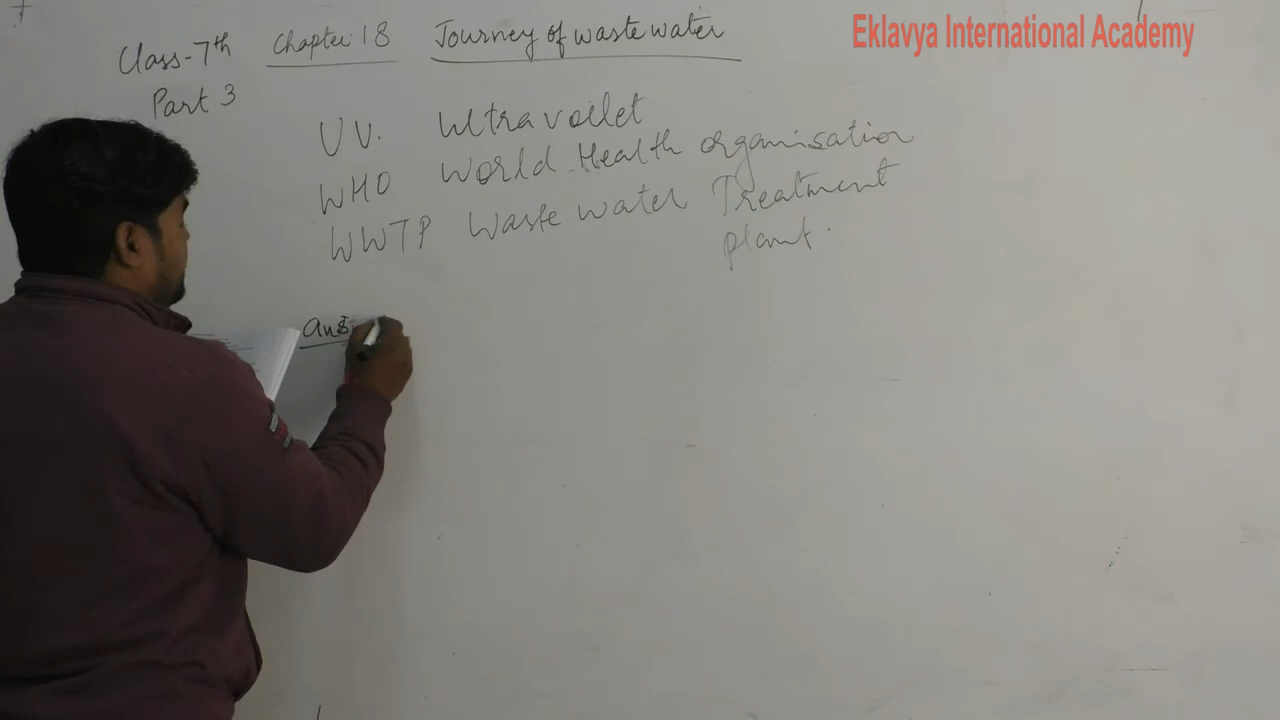 Eklavya International Academy
Class-7th Chapter 18 Journey of waste water
Part 3
UV. Ultravoilet
WHO World Health organisation
WWTP Waste water Treatment
plant.
Ans